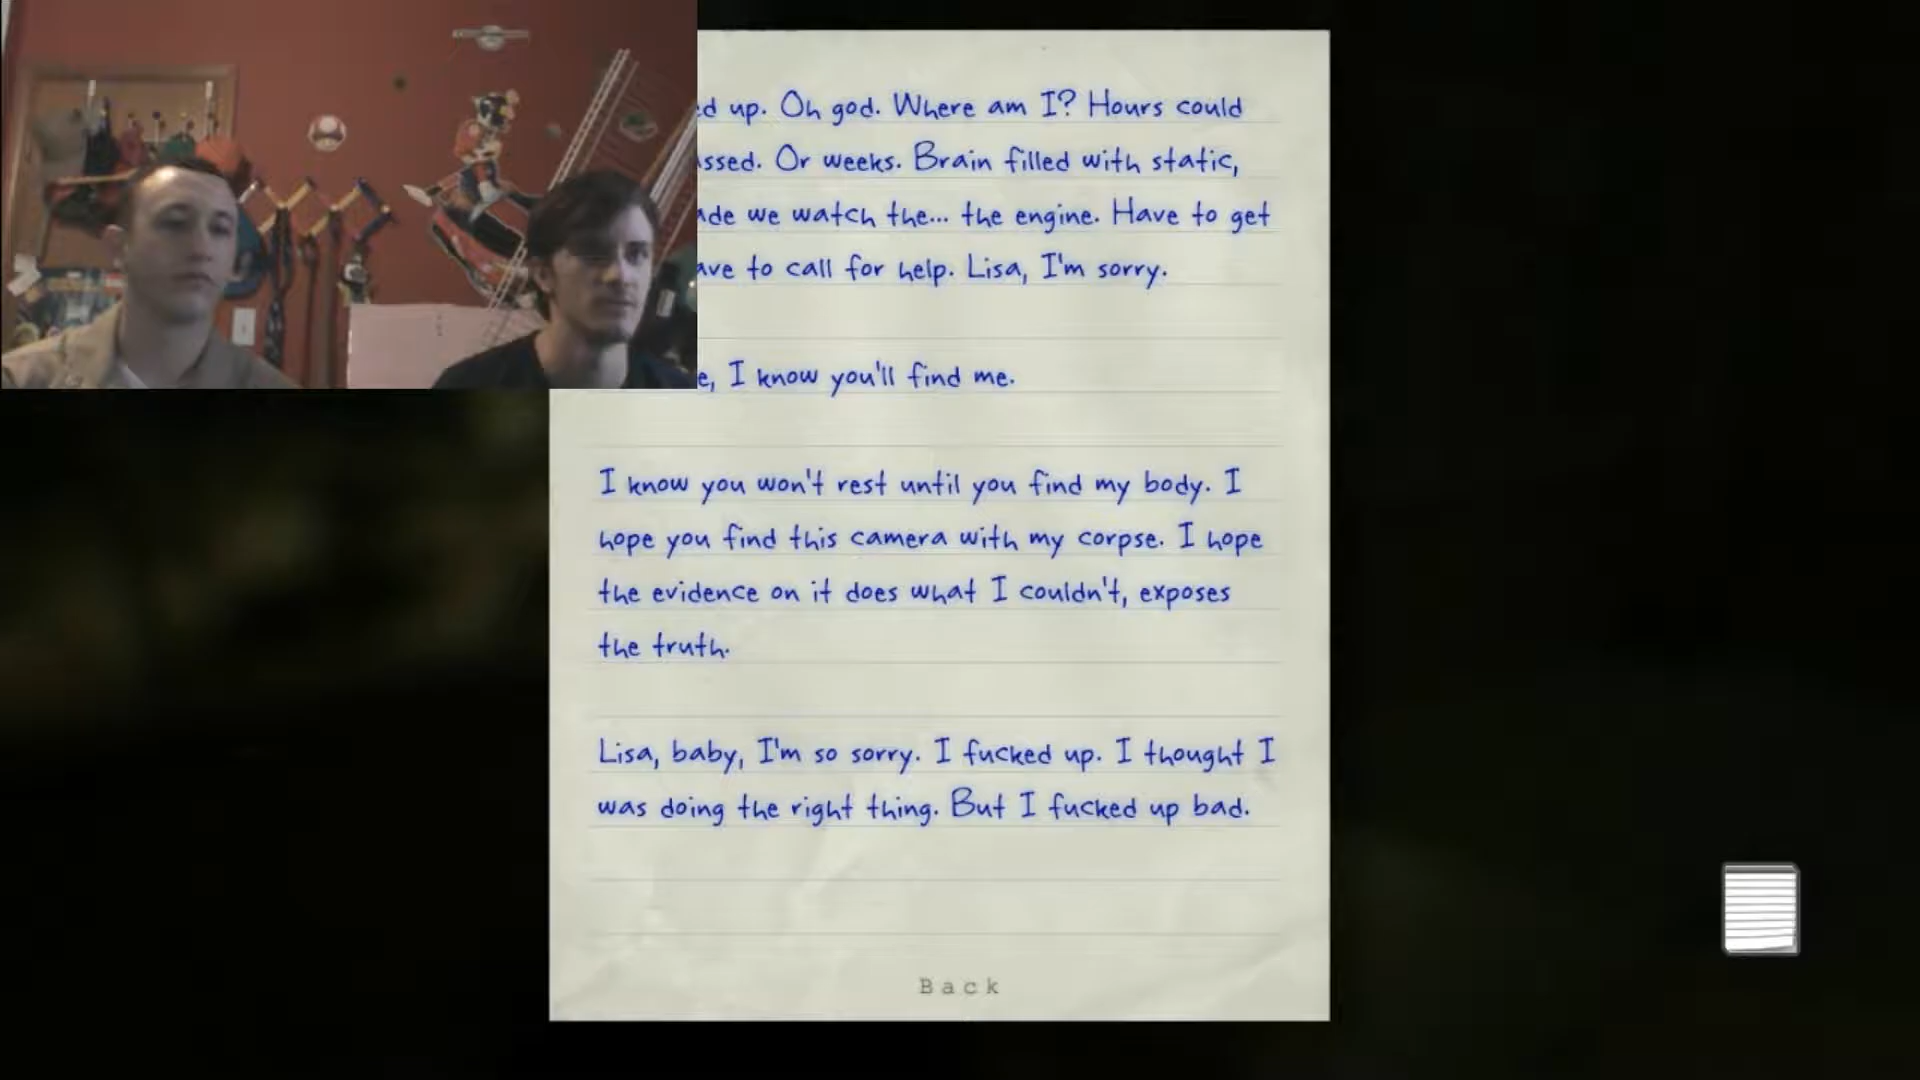 up. Oh god. Where am I? Hours could
Or weeks. Brain filled with static,
we watch the... the engine. Have to get
to call for help. Lisa, I'm sorry.
I know you'll find me.
I know you won't rest until you find my body. I
hope you find this camera with my corpse. I hope
the evidence on it does what I couldn't, exposes
the truth.
Lisa, baby, I'm so sorry. I fucked up. I thought I
was doing the right thing. But I fucked up bad.
Back